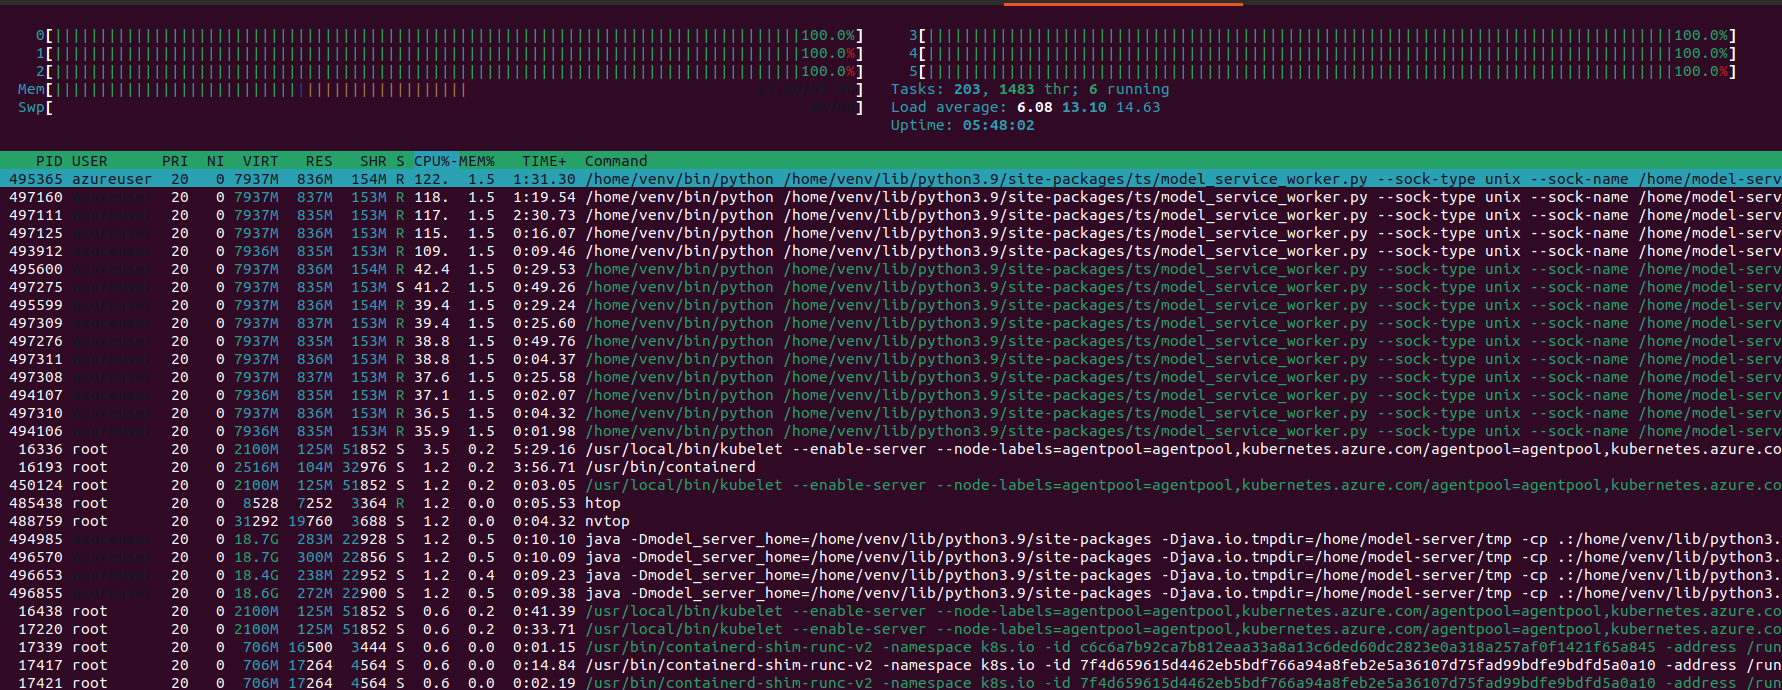 0[||||||||||||||||||||||||||||||||||||||||||||||||||||||||||||||||||||||||||||||||||||100.0%] 3[||||||||||||||||||||||||||||||||||||||||||||||||||||||||||||||||||||||||||||||||||||100.0%]
1[||||||||||||||||||||||||||||||||||||||||||||||||||||||||||||||||||||||||||||||||||||100.0%] 4[||||||||||||||||||||||||||||||||||||||||||||||||||||||||||||||||||||||||||||||||||||100.0%]
2[||||||||||||||||||||||||||||||||||||||||||||||||||||||||||||||||||||||||||||||||||||100.0%] 5[||||||||||||||||||||||||||||||||||||||||||||||||||||||||||||||||||||||||||||||||||||100.0%]
Mem[||||||||||||||||||||||||||||||||||||||||||||||] Tasks: 203, 1483 thr; 6 running
Swp[] Load average: 6.08 13.10 14.63
Uptime: 05:48:02
PID USER PRI NI VIRT RES SHR S CPU%-MEM% TIME+ Command
495365 azureuser 20 0 7937M 836M 154M R 122. 1.5 1:31.30 /home/venv/bin/python /home/venv/lib/python3.9/site-packages/ts/model_service_worker.py --sock-type unix --sock-name /home/model-serv
497160 20 0 7937M 837M 153M R 118. 1.5 1:19.54 /home/venv/bin/python /home/venv/lib/python3.9/site-packages/ts/model_service_worker.py --sock-type unix --sock-name /home/model-serv
497111 20 0 7937M 835M 153M R 117. 1.5 2:30.73 /home/venv/bin/python /home/venv/lib/python3.9/site-packages/ts/model_service_worker.py --sock-type unix --sock-name /home/model-serv
497125 20 0 7937M 836M 153M R 115. 1.5 0:16.07 /home/venv/bin/python /home/venv/lib/python3.9/site-packages/ts/model_service_worker.py --sock-type unix --sock-name /home/model-serv
493912 20 0 7936M 835M 153M R 109. 1.5 0:09.46 /home/venv/bin/python /home/venv/lib/python3.9/site-packages/ts/model_service_worker.py --sock-type unix --sock-name /home/model-serv
495600 20 0 7937M 836M 154M R 42.4 1.5 0:29.53 /home/venv/bin/python /home/venv/lib/python3.9/site-packages/ts/model_service_worker.py --sock-type unix --sock-name /home/model-serv
497275 20 0 7937M 835M 153M S 41.2 1.5 0:49.26 /home/venv/bin/python /home/venv/lib/python3.9/site-packages/ts/model_service_worker.py --sock-type unix --sock-name /home/model-serv
495599 20 0 7937M 836M 154M R 39.4 1.5 0:29.24 /home/venv/bin/python /home/venv/lib/python3.9/site-packages/ts/model_service_worker.py --sock-type unix --sock-name /home/model-serv
497309 20 0 7937M 837M 153M R 39.4 1.5 0:25.60 /home/venv/bin/python /home/venv/lib/python3.9/site-packages/ts/model_service_worker.py --sock-type unix --sock-name /home/model-serv
497276 20 0 7937M 835M 153M R 38.8 1.5 0:49.76 /home/venv/bin/python /home/venv/lib/python3.9/site-packages/ts/model_service_worker.py --sock-type unix --sock-name /home/model-serv
497311 20 0 7937M 836M 153M R 38.8 1.5 0:04.37 /home/venv/bin/python /home/venv/lib/python3.9/site-packages/ts/model_service_worker.py --sock-type unix --sock-name /home/model-serv
497308 20 0 7937M 837M 153M R 37.6 1.5 0:25.58 /home/venv/bin/python /home/venv/lib/python3.9/site-packages/ts/model_service_worker.py --sock-type unix --sock-name /home/model-serv
494107 20 0 7936M 835M 153M R 37.1 1.5 0:02.07 /home/venv/bin/python /home/venv/lib/python3.9/site-packages/ts/model_service_worker.py --sock-type unix --sock-name /home/model-serv
497310 20 0 7937M 836M 153M R 36.5 1.5 0:04.32 /home/venv/bin/python /home/venv/lib/python3.9/site-packages/ts/model_service_worker.py --sock-type unix --sock-name /home/model-serv
494106 20 0 7936M 835M 153M R 35.9 1.5 0:01.98 /home/venv/bin/python /home/venv/lib/python3.9/site-packages/ts/model_service_worker.py --sock-type unix --sock-name /home/model-serv
16336 root 20 0 2100M 125M 51852 S 3.5 0.2 5:29.16 /usr/local/bin/kubelet --enable-server --node-labels=agentpool=agentpool,kubernetes.azure.com/agentpool=agentpool,kubernetes.azure.co
16193 root 20 0 2516M 104M 32976 S 1.2 0.2 3:56.71 /usr/bin/containerd
450124 root 20 0 2100M 125M 51852 S 1.2 0.2 0:03.05 /usr/local/bin/kubelet --enable-server --node-labels=agentpool=agentpool,kubernetes.azure.com/agentpool=agentpool,kubernetes.azure.co
485438 root 20 0 8528 7252 3364 R 1.2 0.0 0:05.53 htop
488759 root 20 0 31292 19760 3688 S 1.2 0.0 0:04.32 nvtop
494985 20 0 18.7G 283M 22928 S 1.2 0.5 0:10.10 java -Dmodel_server_home=/home/venv/lib/python3.9/site-packages -Djava.io.tmpdir=/home/model-server/tmp -cp .:/home/venv/lib/python3.
496570 20 0 18.7G 300M 22856 S 1.2 0.5 0:10.09 java -Dmodel_server_home=/home/venv/lib/python3.9/site-packages -Djava.io.tmpdir=/home/model-server/tmp -cp .:/home/venv/lib/python3.
496653 20 0 18.4G 238M 22952 S 1.2 0.4 0:09.23 java -Dmodel_server_home=/home/venv/lib/python3.9/site-packages -Djava.io.tmpdir=/home/model-server/tmp -cp .:/home/venv/lib/python3.
496855 20 0 18.6G 272M 22900 S 1.2 0.5 0:09.38 java -Dmodel_server_home=/home/venv/lib/python3.9/site-packages -Djava.io.tmpdir=/home/model-server/tmp -cp .:/home/venv/lib/python3.
16438 root 20 0 2100M 125M 51852 S 0.6 0.2 0:41.39 /usr/local/bin/kubelet --enable-server --node-labels=agentpool=agentpool,kubernetes.azure.com/agentpool=agentpool,kubernetes.azure.co
17220 root 20 0 2100M 125M 51852 S 0.6 0.2 0:33.71 /usr/local/bin/kubelet --enable-server --node-labels=agentpool=agentpool,kubernetes.azure.com/agentpool=agentpool,kubernetes.azure.co
17339 root 20 0 706M 16500 3444 S 0.6 0.0 0:01.15 /usr/bin/containerd-shim-runc-v2 -namespace k8s.io -id c6c6a7b92ca7b812eaa33a8a13c6ded60dc2823e0a318a257af0f1421f65a845 -address /run
17417 root 20 0 706M 17264 4564 S 0.6 0.0 0:14.84 /usr/bin/containerd-shim-runc-v2 -namespace k8s.io -id 7f4d659615d4462eb5bdf766a94a8feb2e5a36107d75fad99bdfe9bdfd5a0a10 -address /run
17421 root 20 0 706M 17264 4564 S 0.6 0.0 0:02.19 /usr/bin/containerd-shim-runc-v2 -namespace k8s.io -id 7f4d659615d4462eb5bdf766a94a8feb2e5a36107d75fad99bdfe9bdfd5a0a10 -address /run